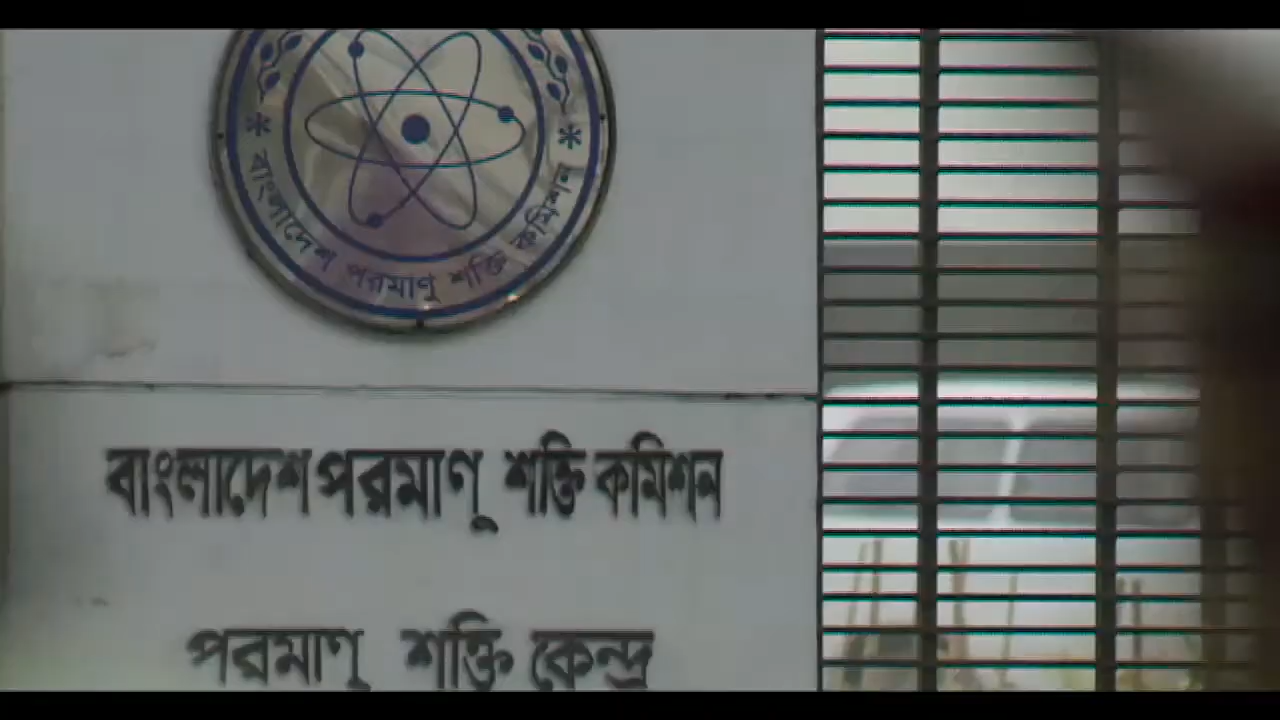 * বাংলাদেশ পরমাণু শক্তি কমিশন *
বাংলাদেশ পরমাণু শক্তি কমিশন
পরমাণু শক্তি কেন্দ্র